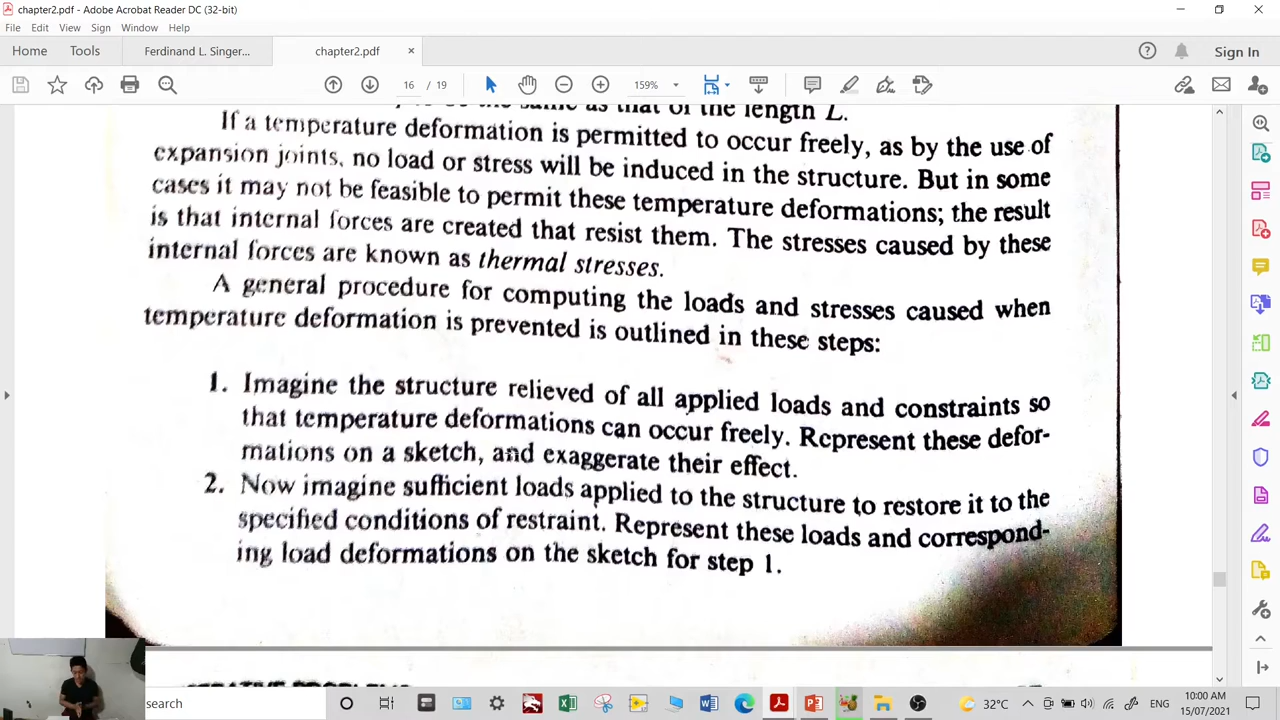 chapter2.pdf - Adobe Acrobat Reader DC (32-bit)
File Edit View Sign Window Help
Home Tools Ferdinand L. Singer... chapter2.pdf × Sign In
16 / 19 159%
same as that of the length L.
If a temperature deformation is permitted to occur freely, as by the use of
expansion joints, no load or stress will be induced in the structure. But in some
cases it may not be feasible to permit these temperature deformations; the result
is that internal forces are created that resist them. The stresses caused by these
internal forces are known as thermal stresses.
A general procedure for computing the loads and stresses caused when
temperature deformation is prevented is outlined in these steps:
1. Imagine the structure relieved of all applied loads and constraints so
that temperature deformations can occur freely. Represent these defor-
mations on a sketch, and exaggerate their effect.
2. Now imagine sufficient loads applied to the structure to restore it to the
specified conditions of restraint. Represent these loads and correspond-
ing load deformations on the sketch for step 1.
search
32°C ENG
10:00 AM
15/07/2021